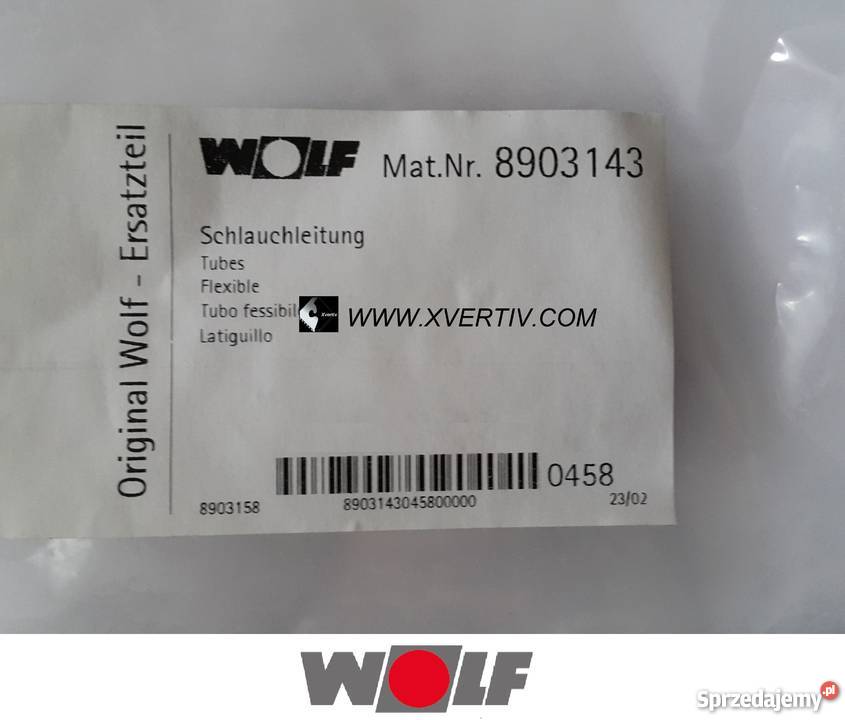 Original Wolf - Ersatzteil
WOLF Mat.Nr. 8903143
Schlauchleitung
Tubes
Flexible
Tubo fessibil
Xvertiv WWW.XVERTIV.COM
Latiguillo
0458
8903158 8903143045800000 23/02
WOLF
Sprzedajemy.pl